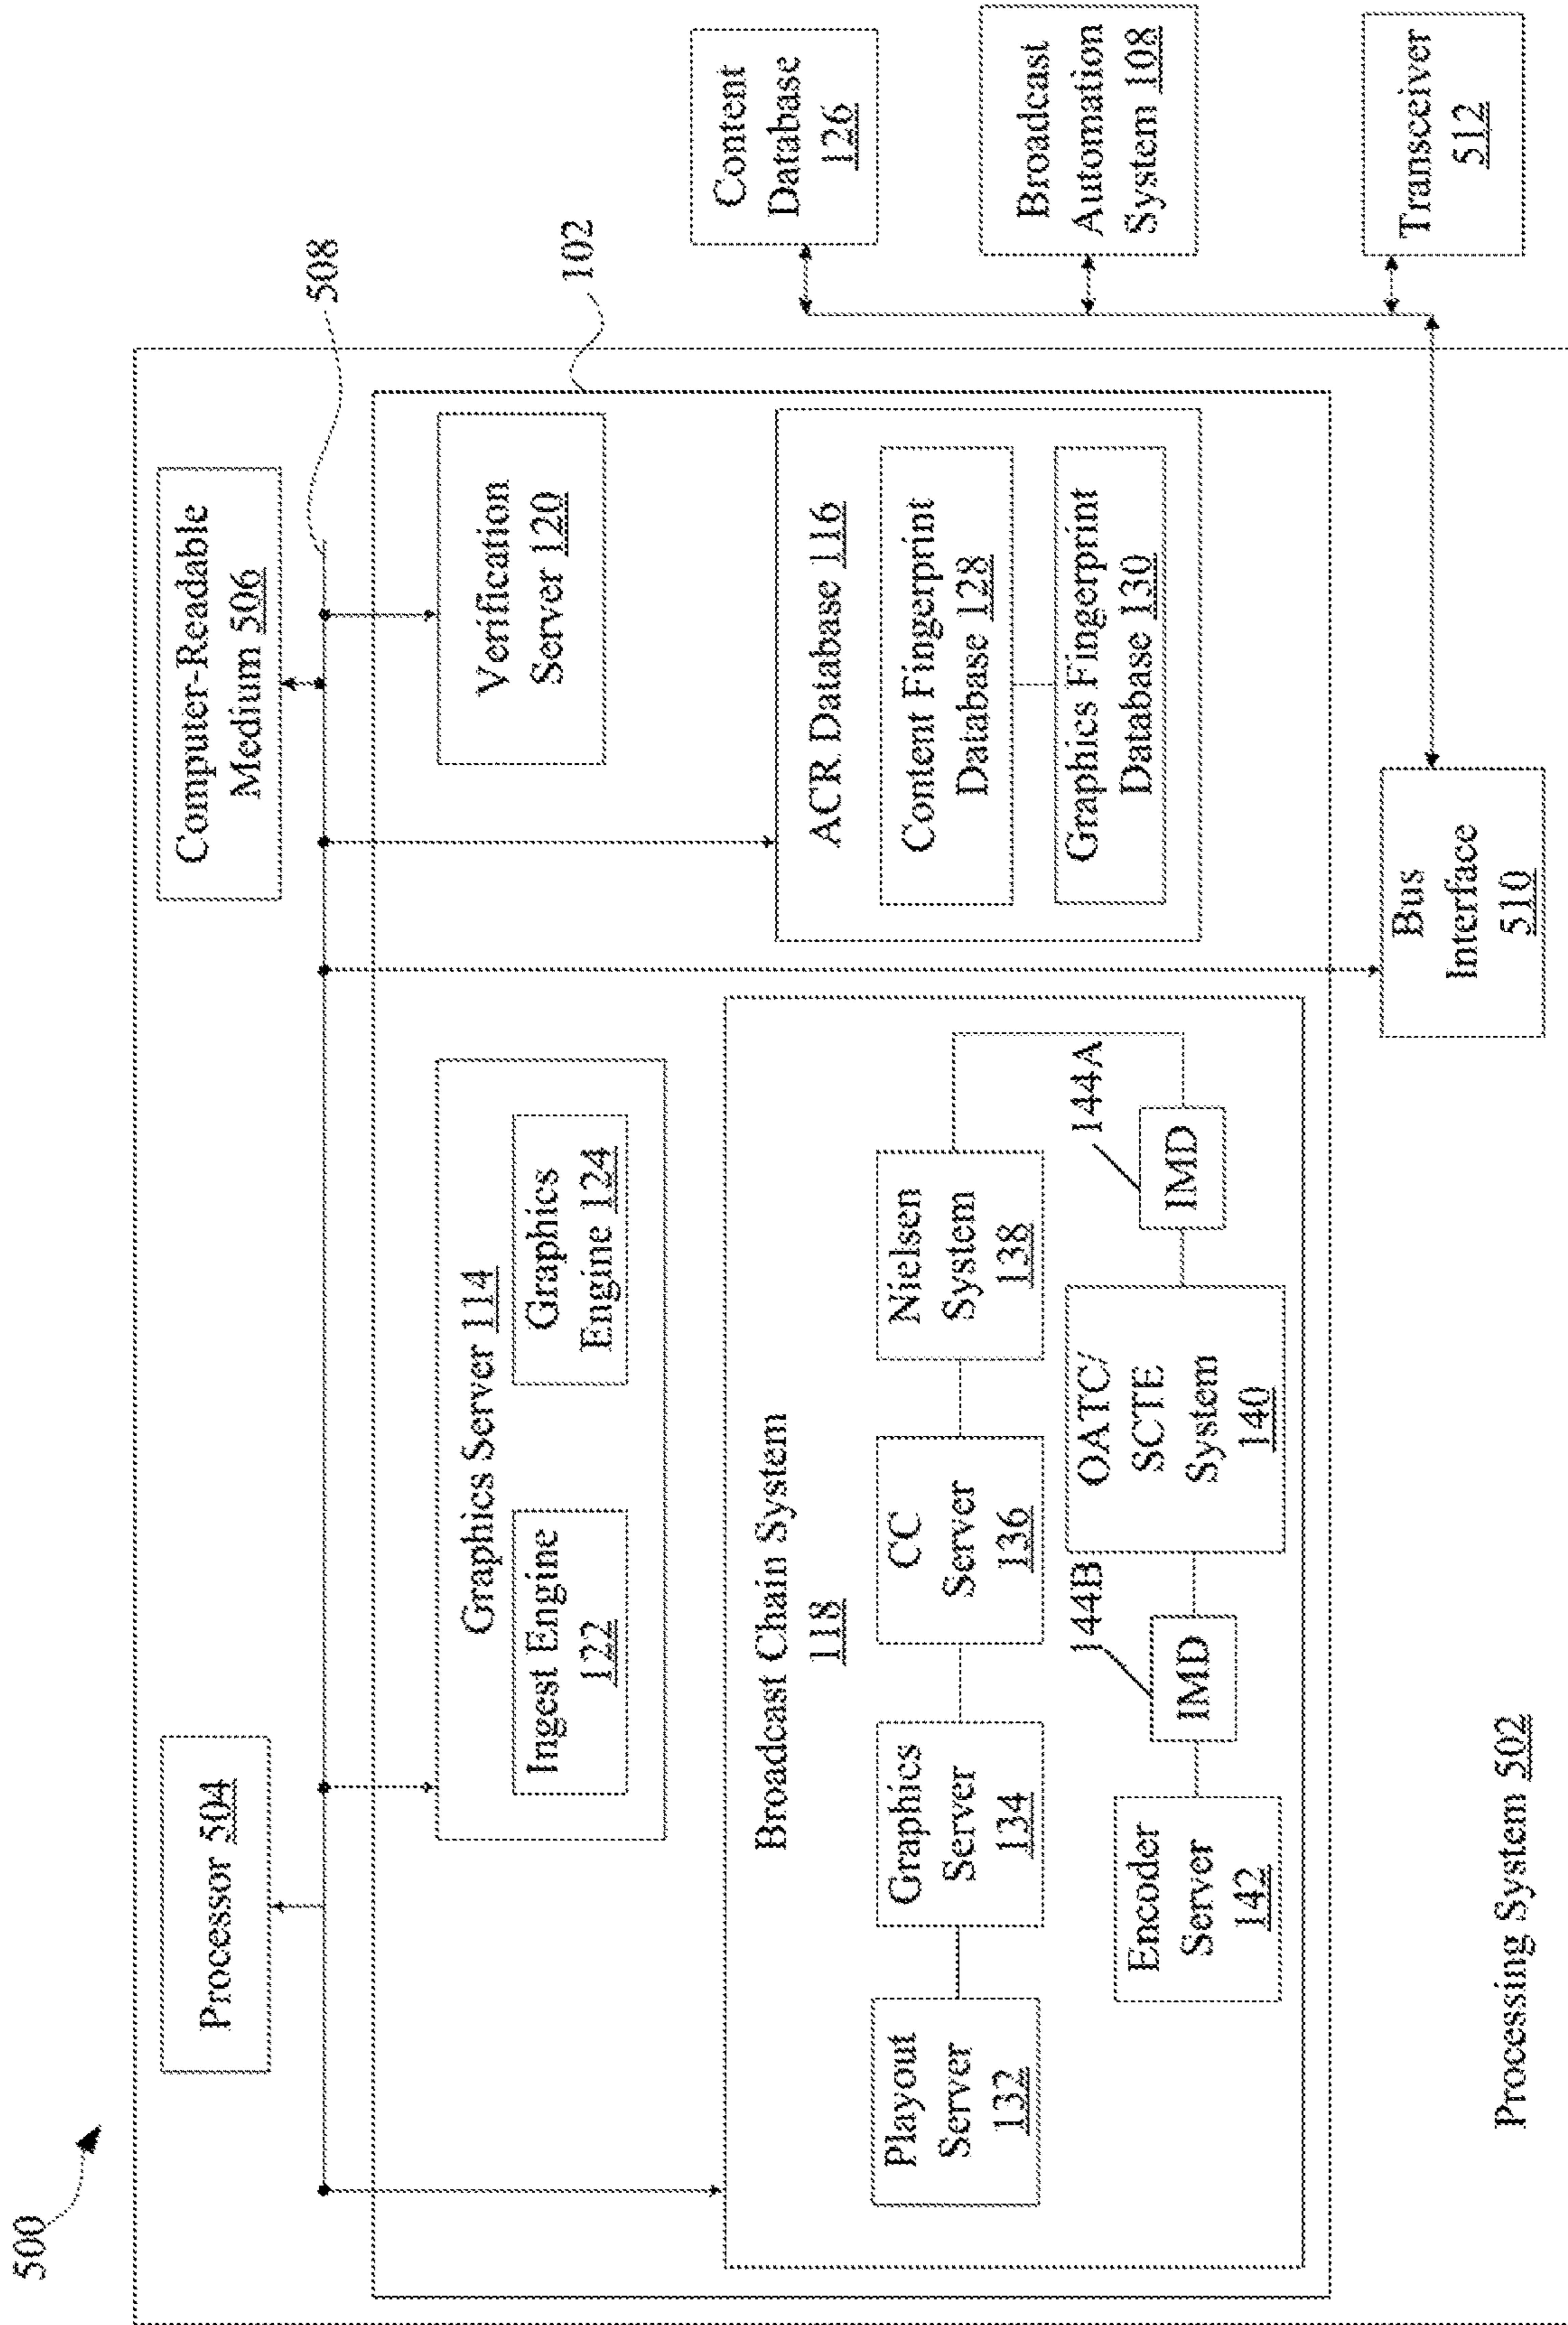 500
Processor 504
Computer-Readable
Medium 506
508
102
Graphics Server 114
Ingest Engine
122
Graphics
Engine 124
Verification
Server 120
Content
Database
126
Broadcast Chain System
118
ACR Database 116
Content Fingerprint
Database 128
Graphics Fingerprint
Database 130
Broadcast
Automation
System 108
Playout
Server
132
Graphics
Server
134
CC
Server
136
Nielsen
System
138
144B
144A
Encoder
Server
142
IMD
OATC/
SCTE
System
140
IMD
Transceiver
512
Bus
Interface
510
Processing System 502